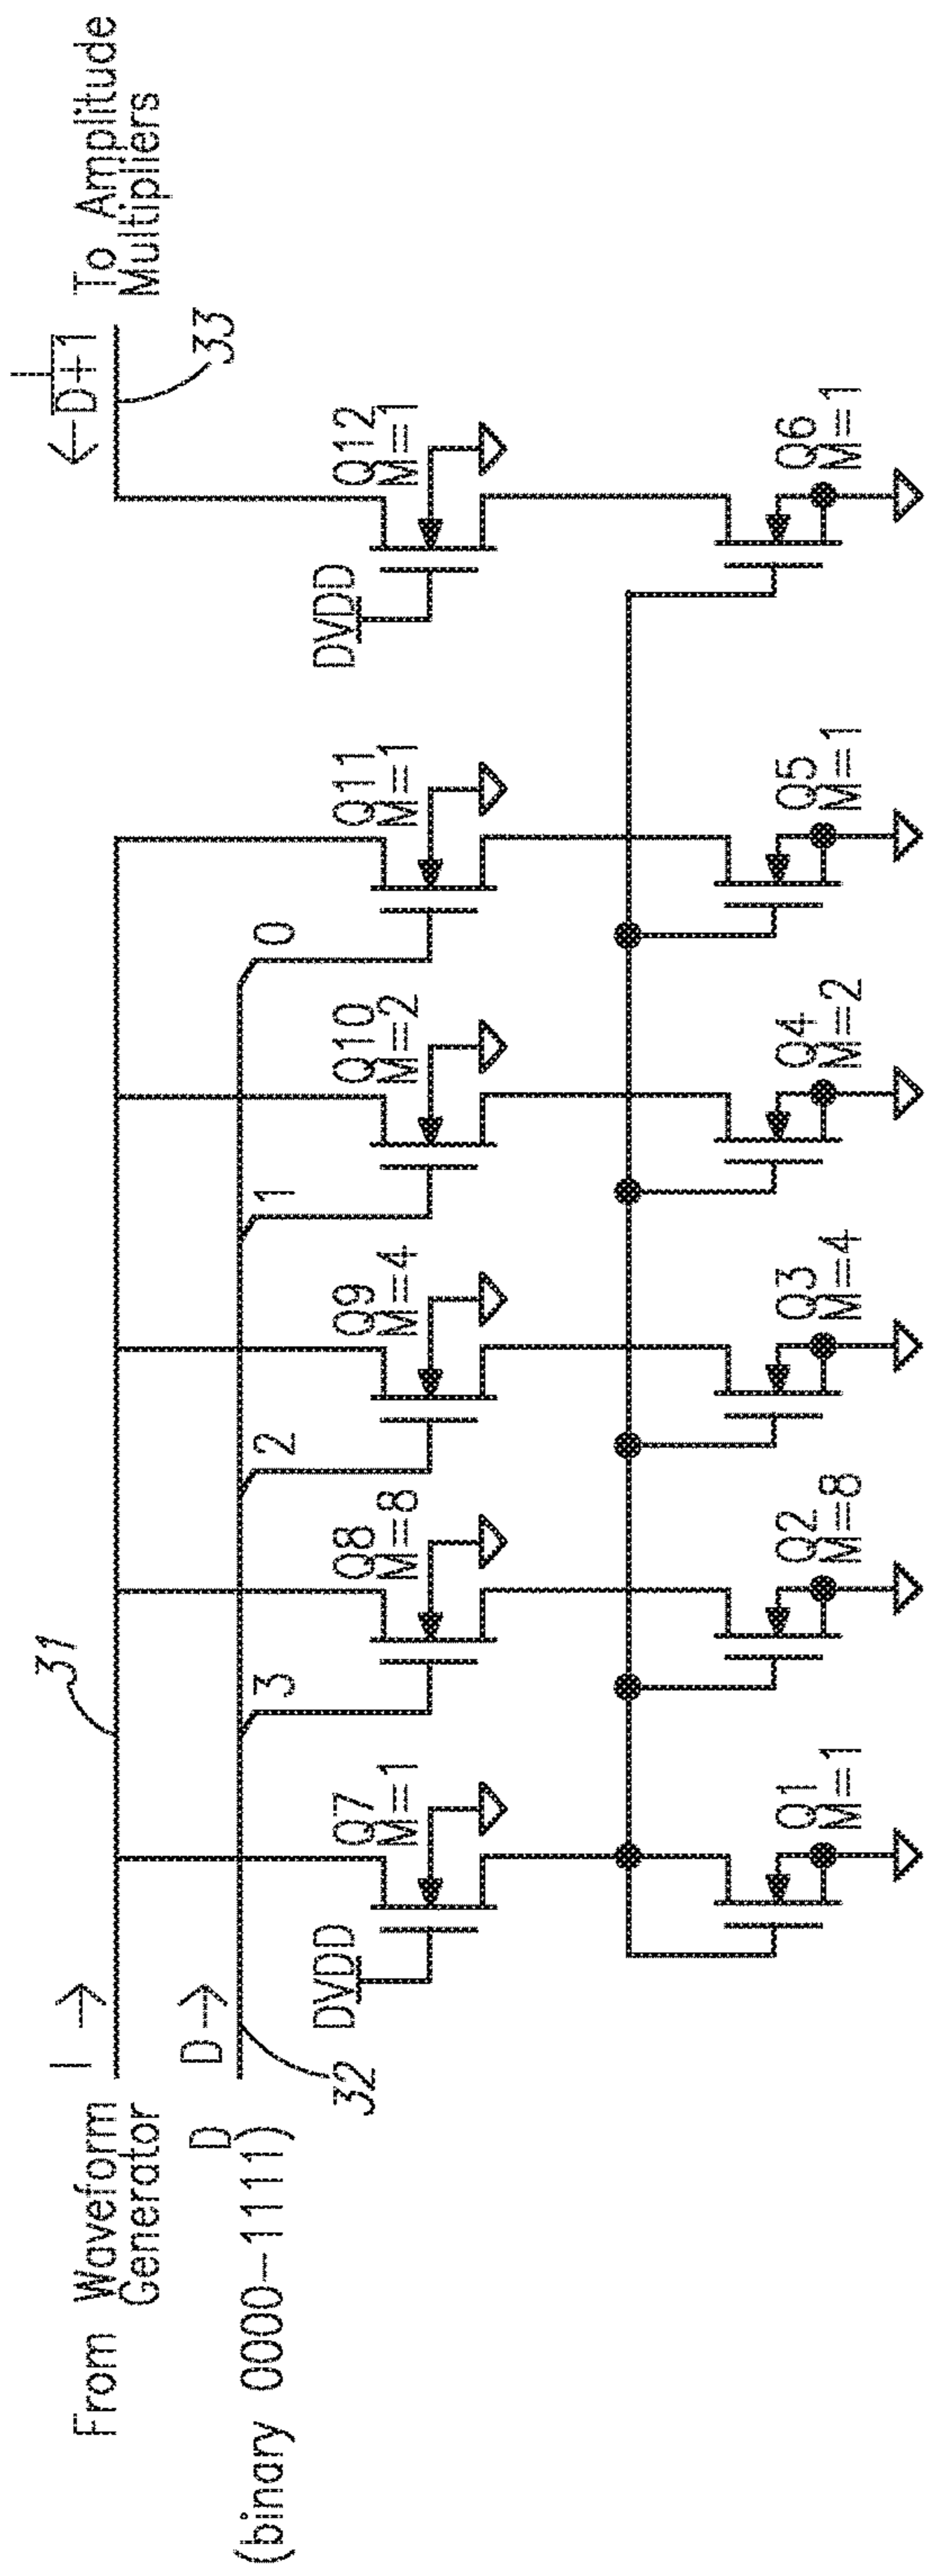 From Waveform
Generator
I →
31
D
(binary 0000–1111)
D→
32
3
2
1
0
I
←D+1
33
To Amplitude
Multipliers
DVDD
Q7
M=1
Q8
M=8
Q9
M=4
Q10
M=2
Q11
M=1
DVDD
Q12
M=1
Q1
M=1
Q2
M=8
Q3
M=4
Q4
M=2
Q5
M=1
Q6
M=1